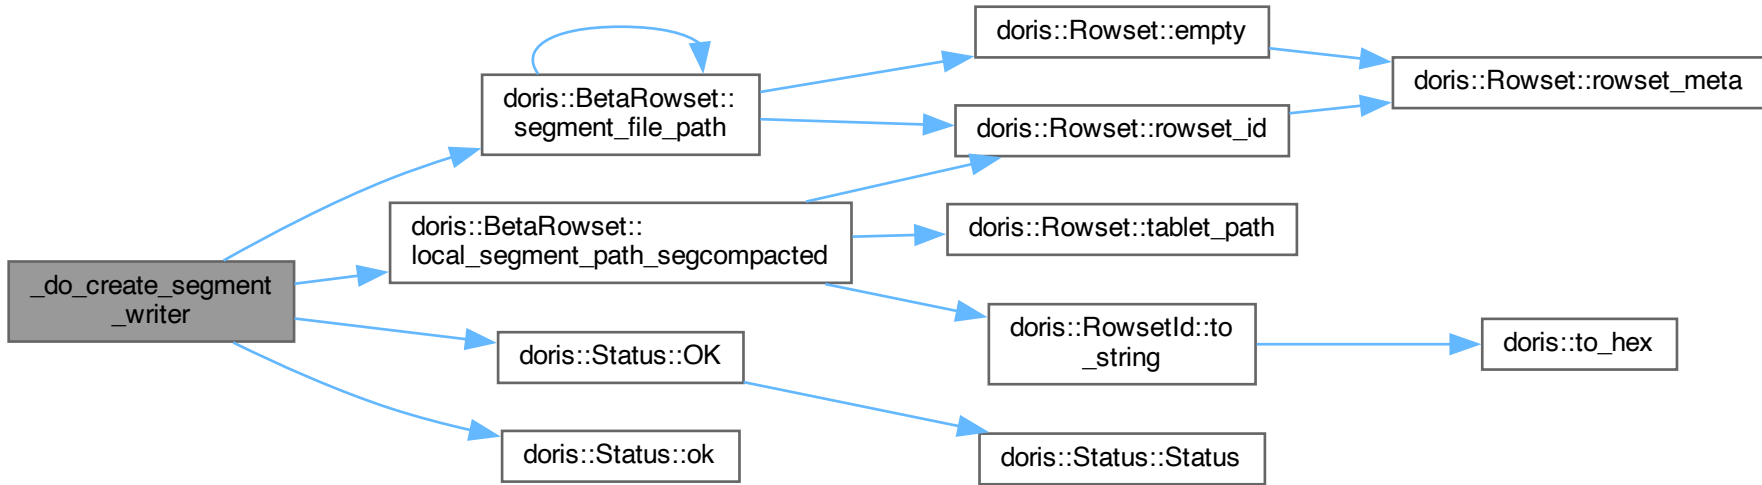 _do_create_segment
_writer
doris::BetaRowset::
segment_file_path
doris::BetaRowset::
local_segment_path_segcompacted
doris::Status::OK
doris::Status::ok
doris::Rowset::empty
doris::Rowset::rowset_id
doris::Rowset::tablet_path
doris::RowsetId::to
_string
doris::Status::Status
doris::Rowset::rowset_meta
doris::to_hex